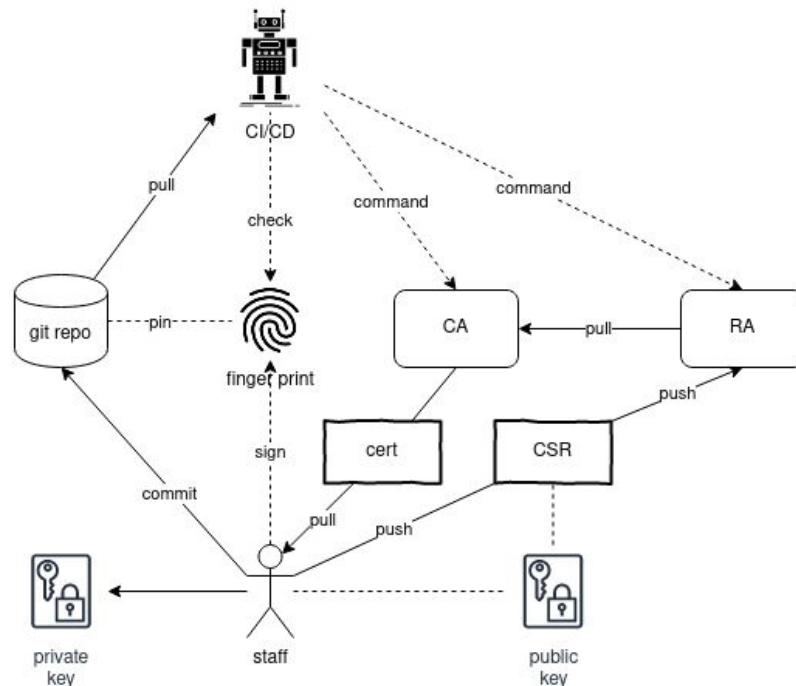 CI/CD
pull
check
command
command
git repo
pin
finger print
CA
pull
RA
cert
CSR
push
sign
commit
pull
push
private
key
staff
public
key